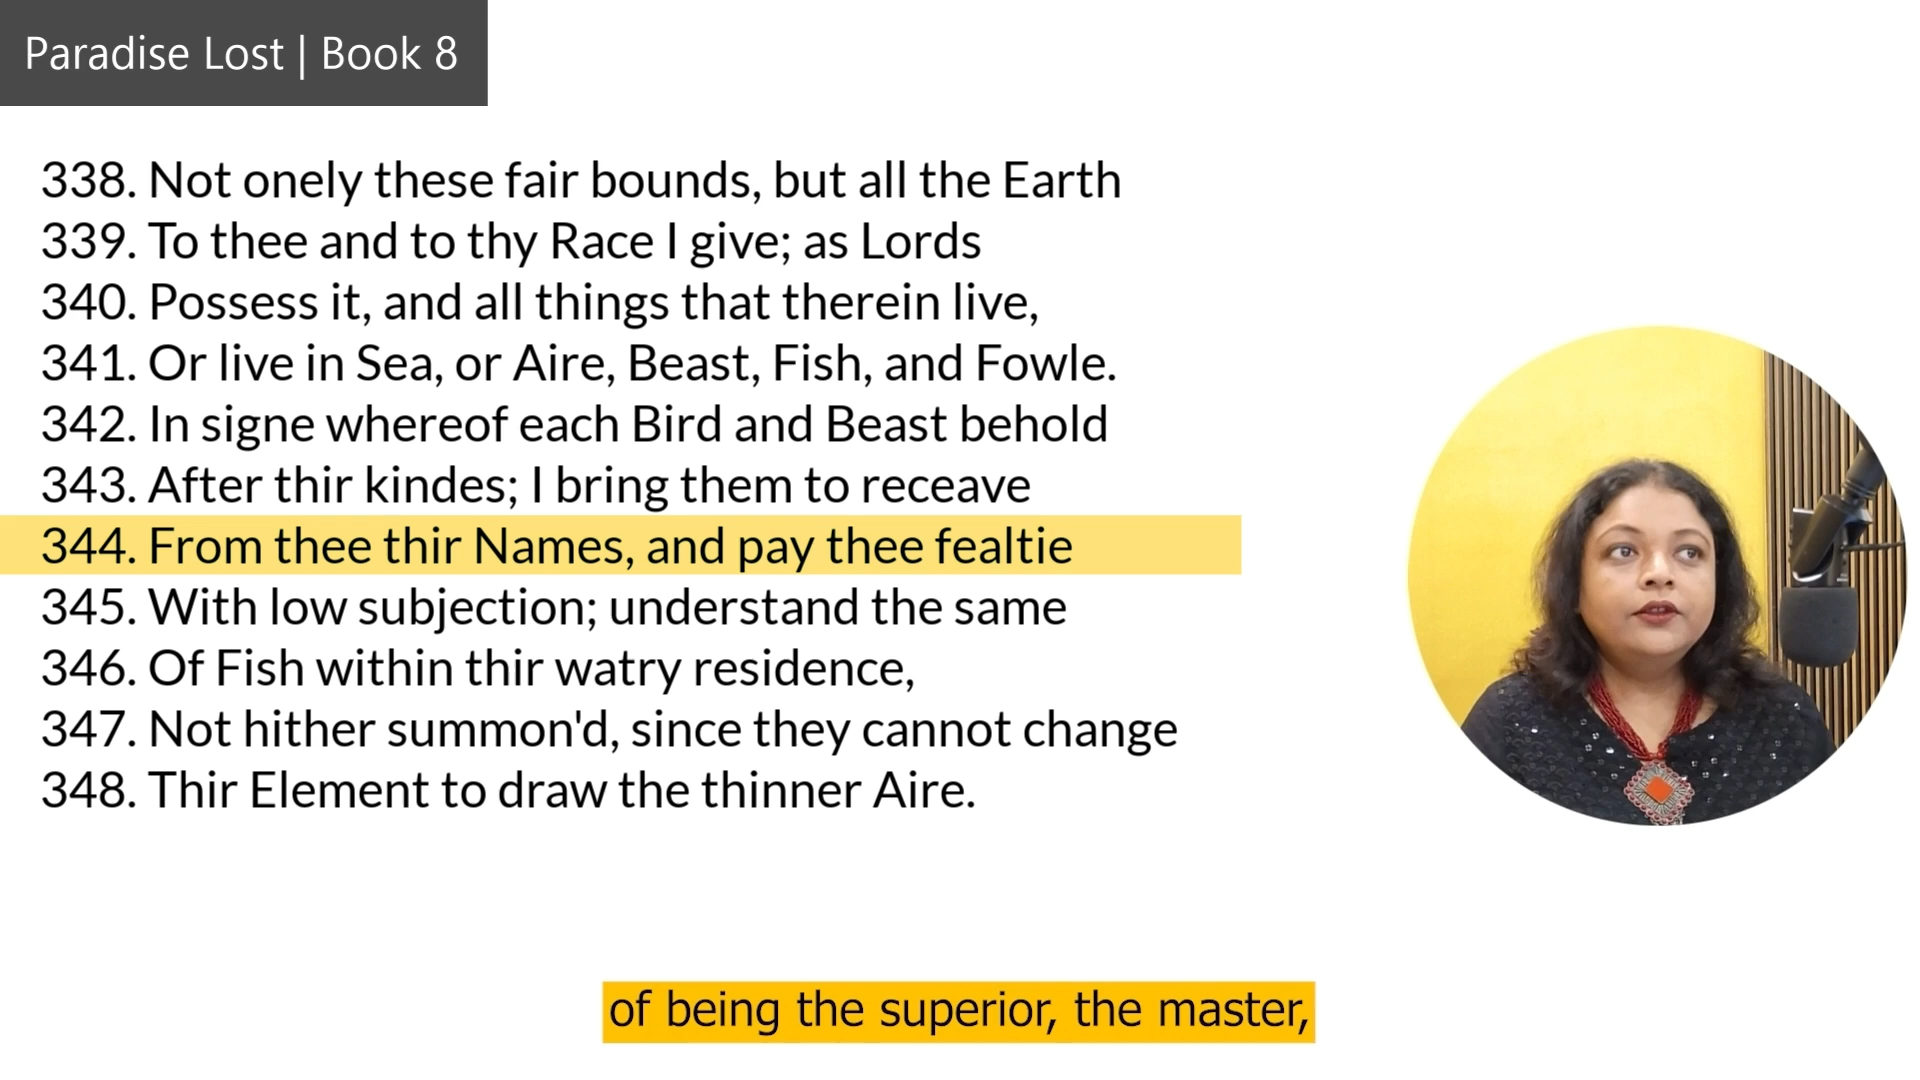 Paradise Lost | Book 8
338. Not onely these fair bounds, but all the Earth
339. To thee and to thy Race I give; as Lords
340. Possess it, and all things that therein live,
341. Or live in Sea, or Aire, Beast, Fish, and Fowle.
342. In signe whereof each Bird and Beast behold
343. After thir kindes; I bring them to receave
344. From thee thir Names, and pay thee fealtie
345. With low subjection; understand the same
346. Of Fish within thir watry residence,
347. Not hither summon'd, since they cannot change
348. Thir Element to draw the thinner Aire.
of being the superior, the master,